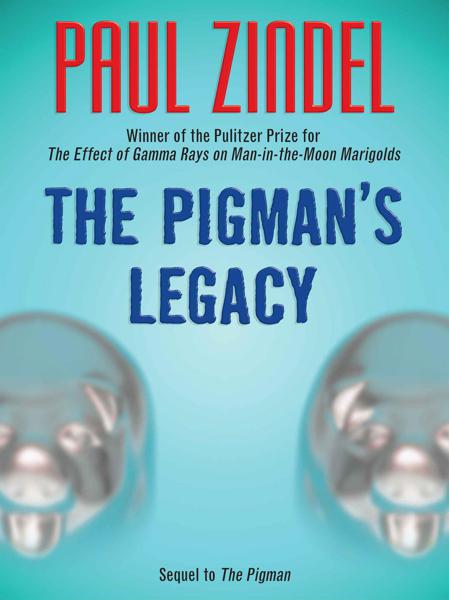 PAUL ZINDEL
Winner of the Pulitzer Prize for
The Effect of Gamma Rays on Man-in-the-Moon Marigolds
THE PIGMAN'S
LEGACY
Sequel to The Pigman